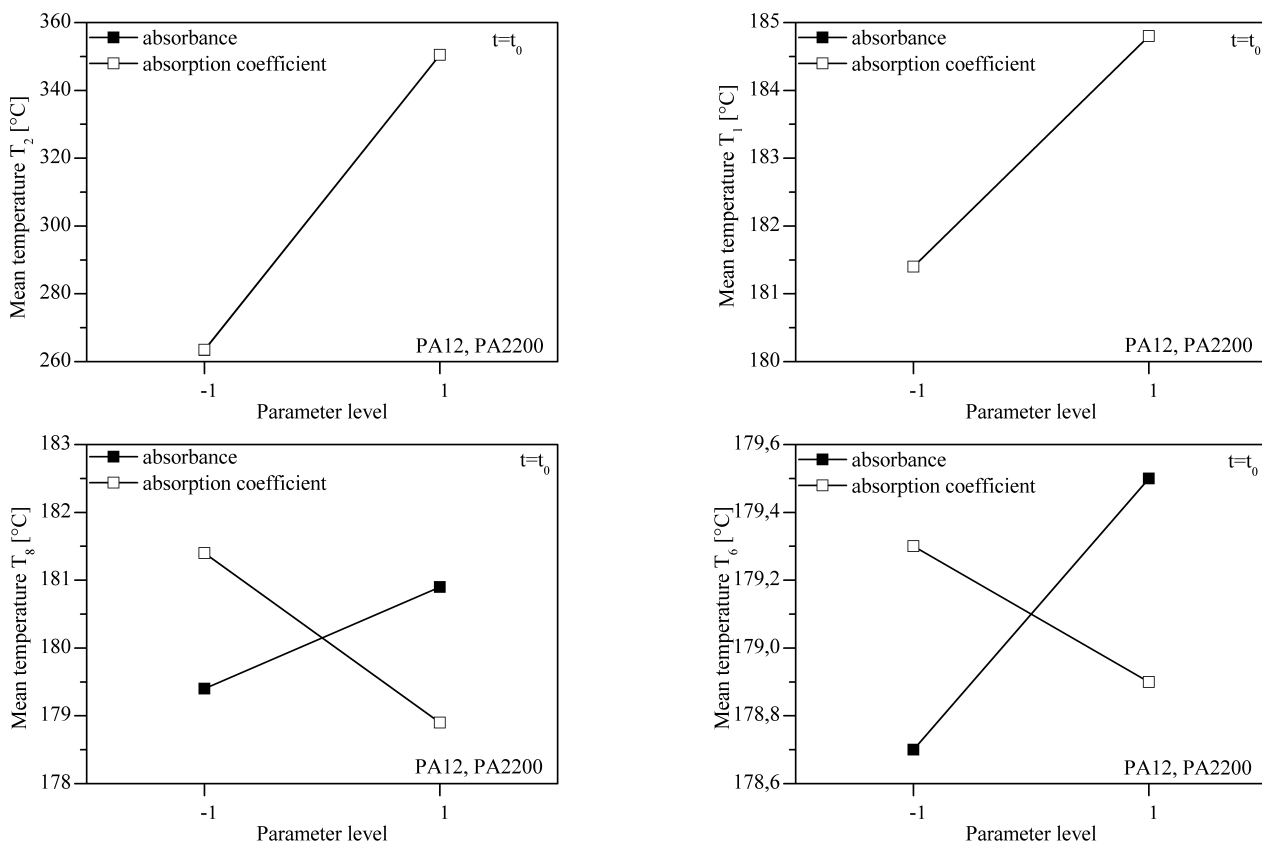 360
absorbance
absorption coefficient
t=t0
340
320
300
280
260
Mean temperature T2 [°C]
PA12, PA2200
-1
1
Parameter level
185
absorbance
absorption coefficient
t=t0
184
183
182
181
180
Mean temperature T1 [°C]
PA12, PA2200
-1
1
Parameter level
183
absorbance
absorption coefficient
t=t0
182
181
180
179
178
Mean temperature T8 [°C]
PA12, PA2200
-1
1
Parameter level
179,6
absorbance
absorption coefficient
t=t0
179,4
179,2
179,0
178,8
178,6
Mean temperature T6 [°C]
PA12, PA2200
-1
1
Parameter level